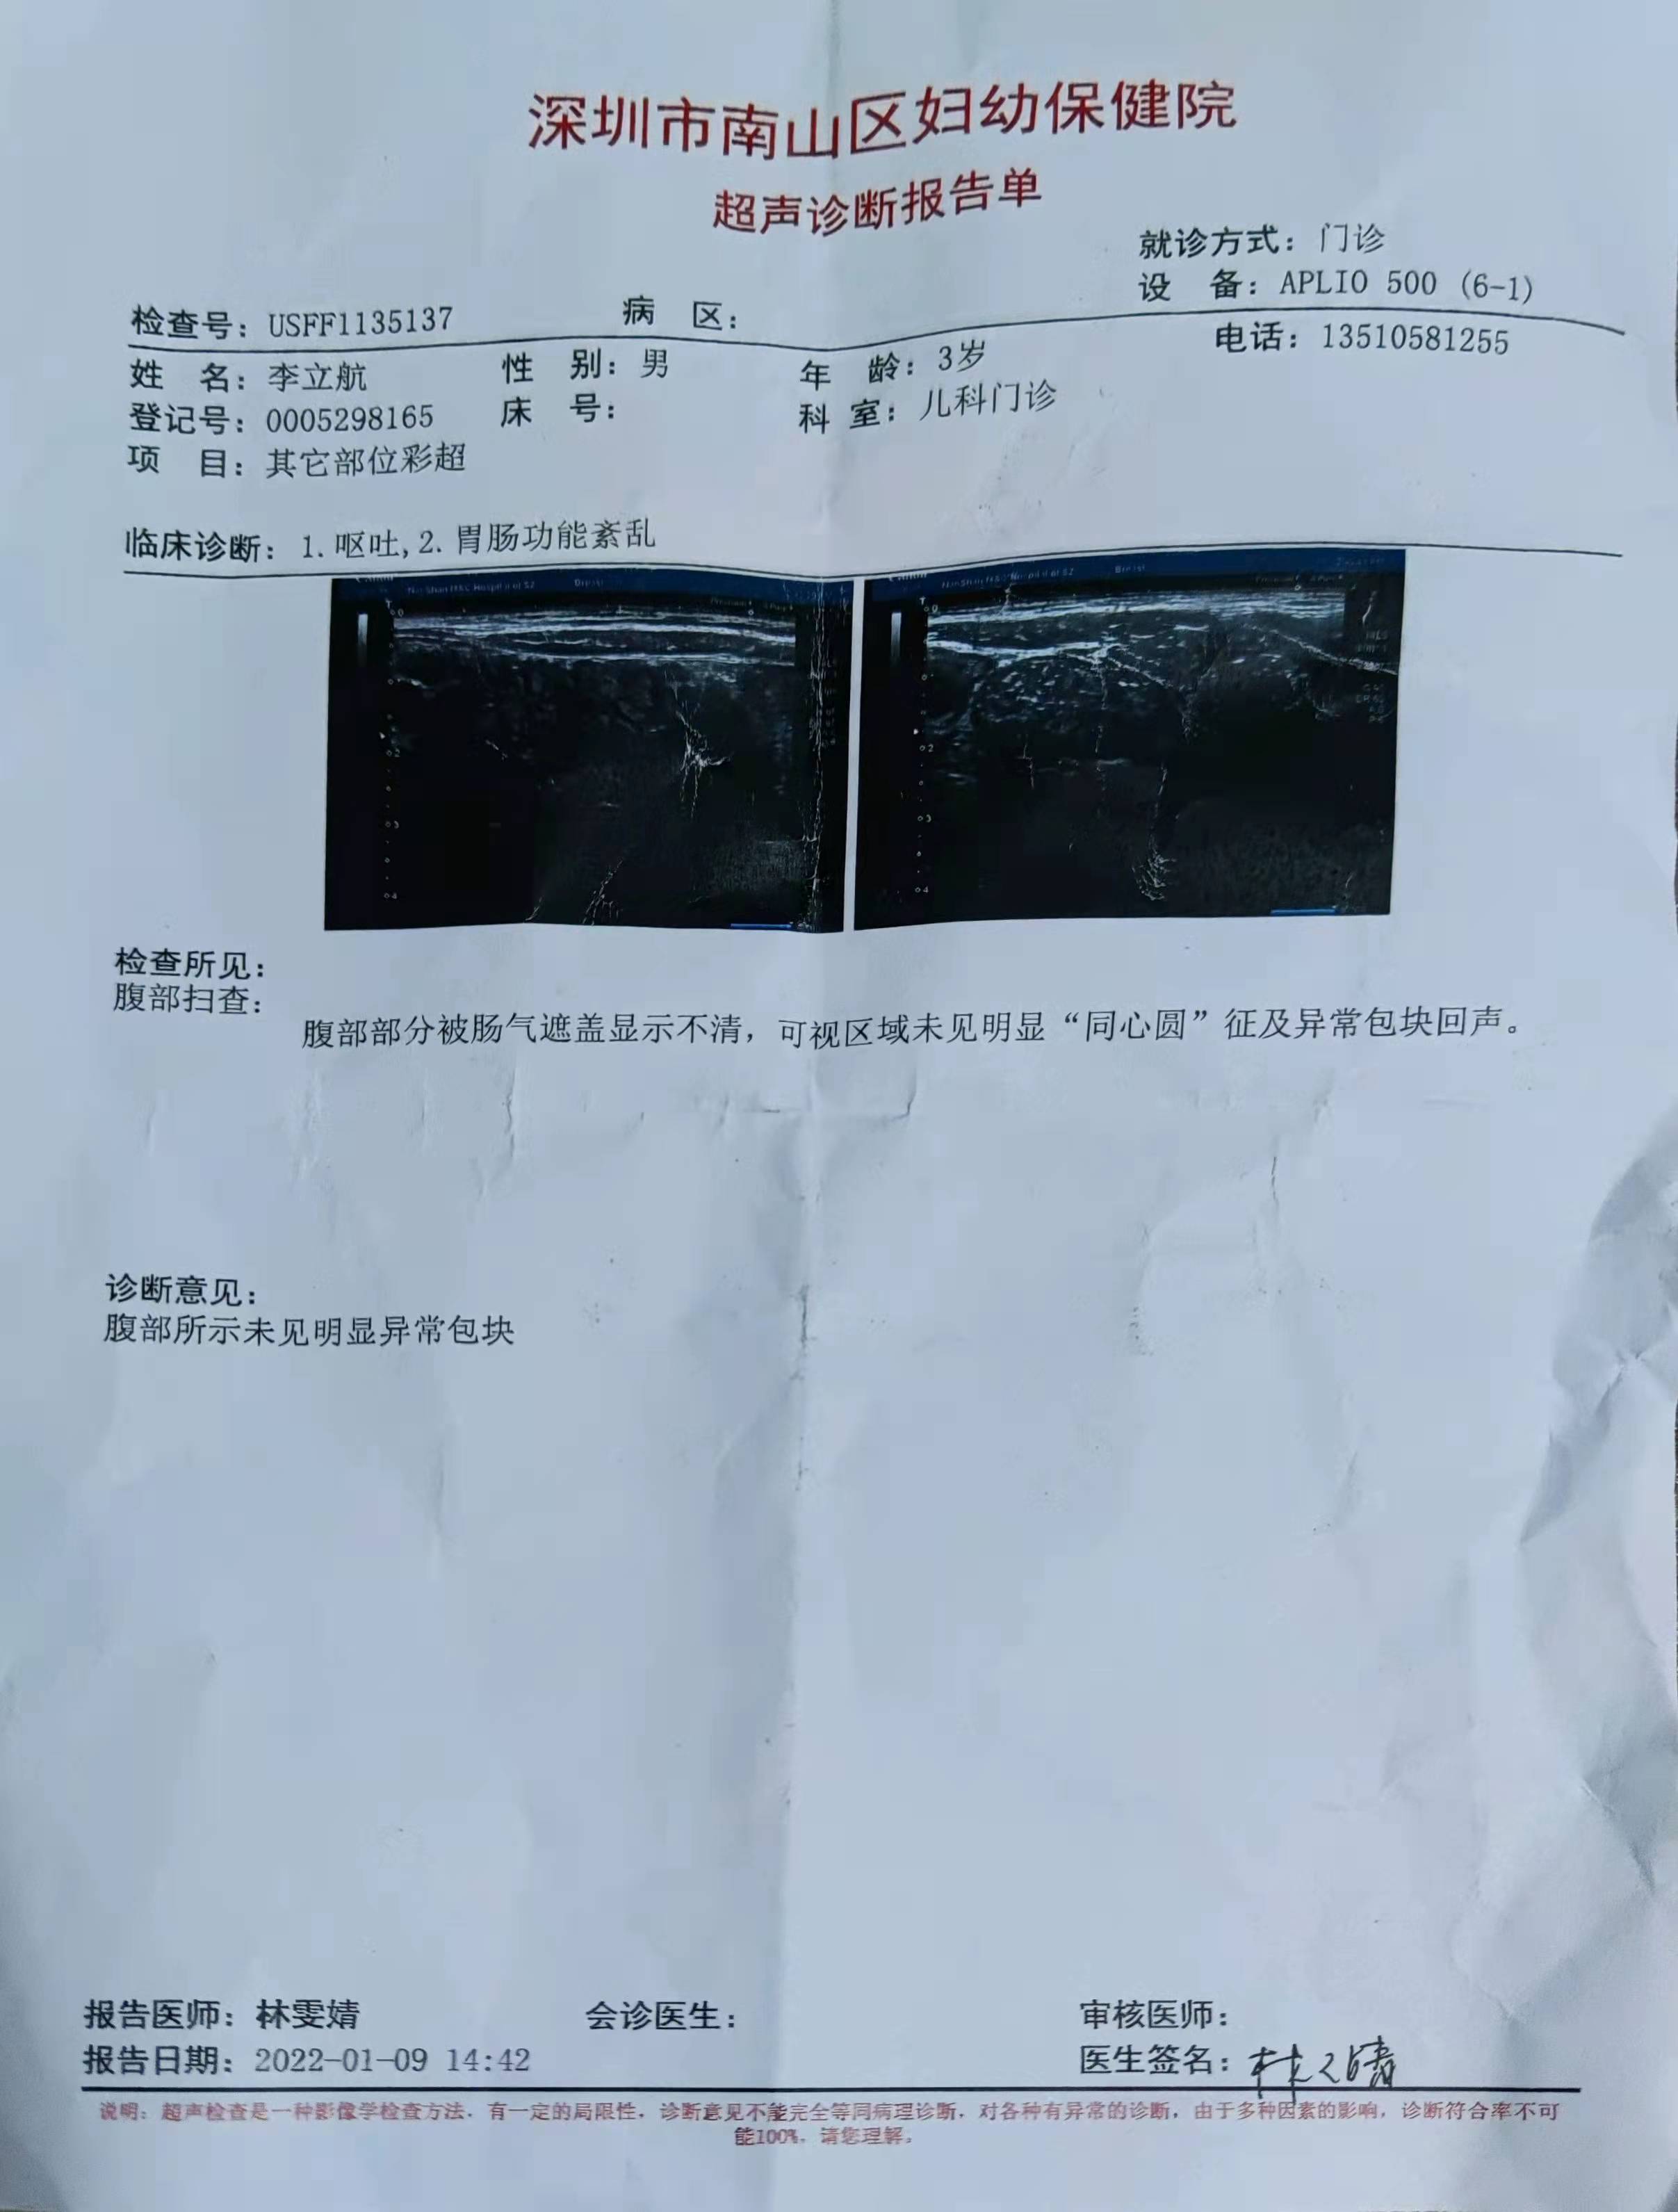 深圳市南山区妇幼保健院
超声诊断报告单
就诊方式：门诊
检查号：USFF1135137 病 区： 设 备：APLIO 500 (6-1)
姓 名：李立航 性 别：男 年 龄：3岁 电话：13510581255
登记号：0005298165 床 号： 科 室：儿科门诊
项 目：其它部位彩超
临床诊断：1.呕吐,2.胃肠功能紊乱
检查所见：
腹部扫查：
腹部部分被肠气遮盖显示不清，可视区域未见明显“同心圆”征及异常包块回声。
诊断意见：
腹部所示未见明显异常包块
报告医师：林雯婧 会诊医生： 审核医师：
报告日期：2022-01-09 14:42 医生签名：
说明：超声检查是一种影像学检查方法，有一定的局限性，诊断意见不能完全等同病理诊断，对各种有异常的诊断，由于多种因素的影响，诊断符合率不可
能100%，请您理解。